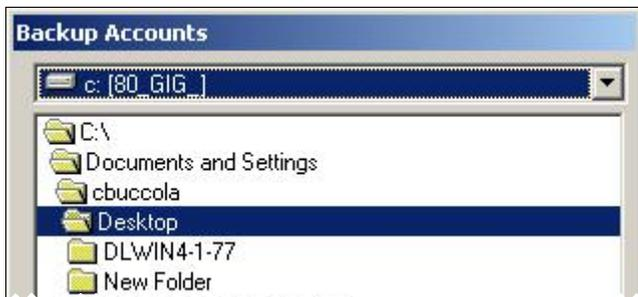 Backup Accounts
c: [80_GIG_]
C:\
Documents and Settings
cbuccola
Desktop
DLWIN4-1-77
New Folder